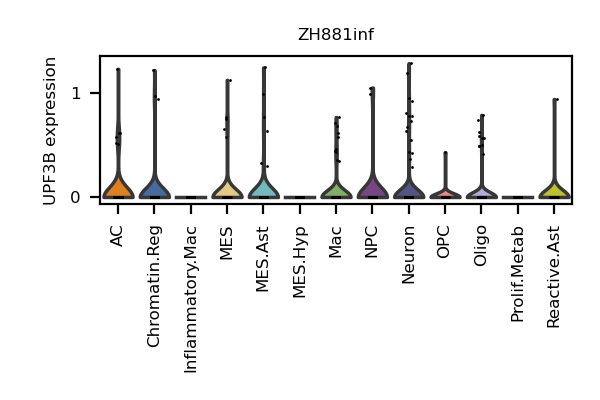 ZH881inf
UPF3B expression
1
0
AC
Chromatin.Reg
Inflammatory.Mac
MES
MES.Ast
MES.Hyp
Mac
NPC
Neuron
OPC
Oligo
Prolif.Metab
Reactive.Ast